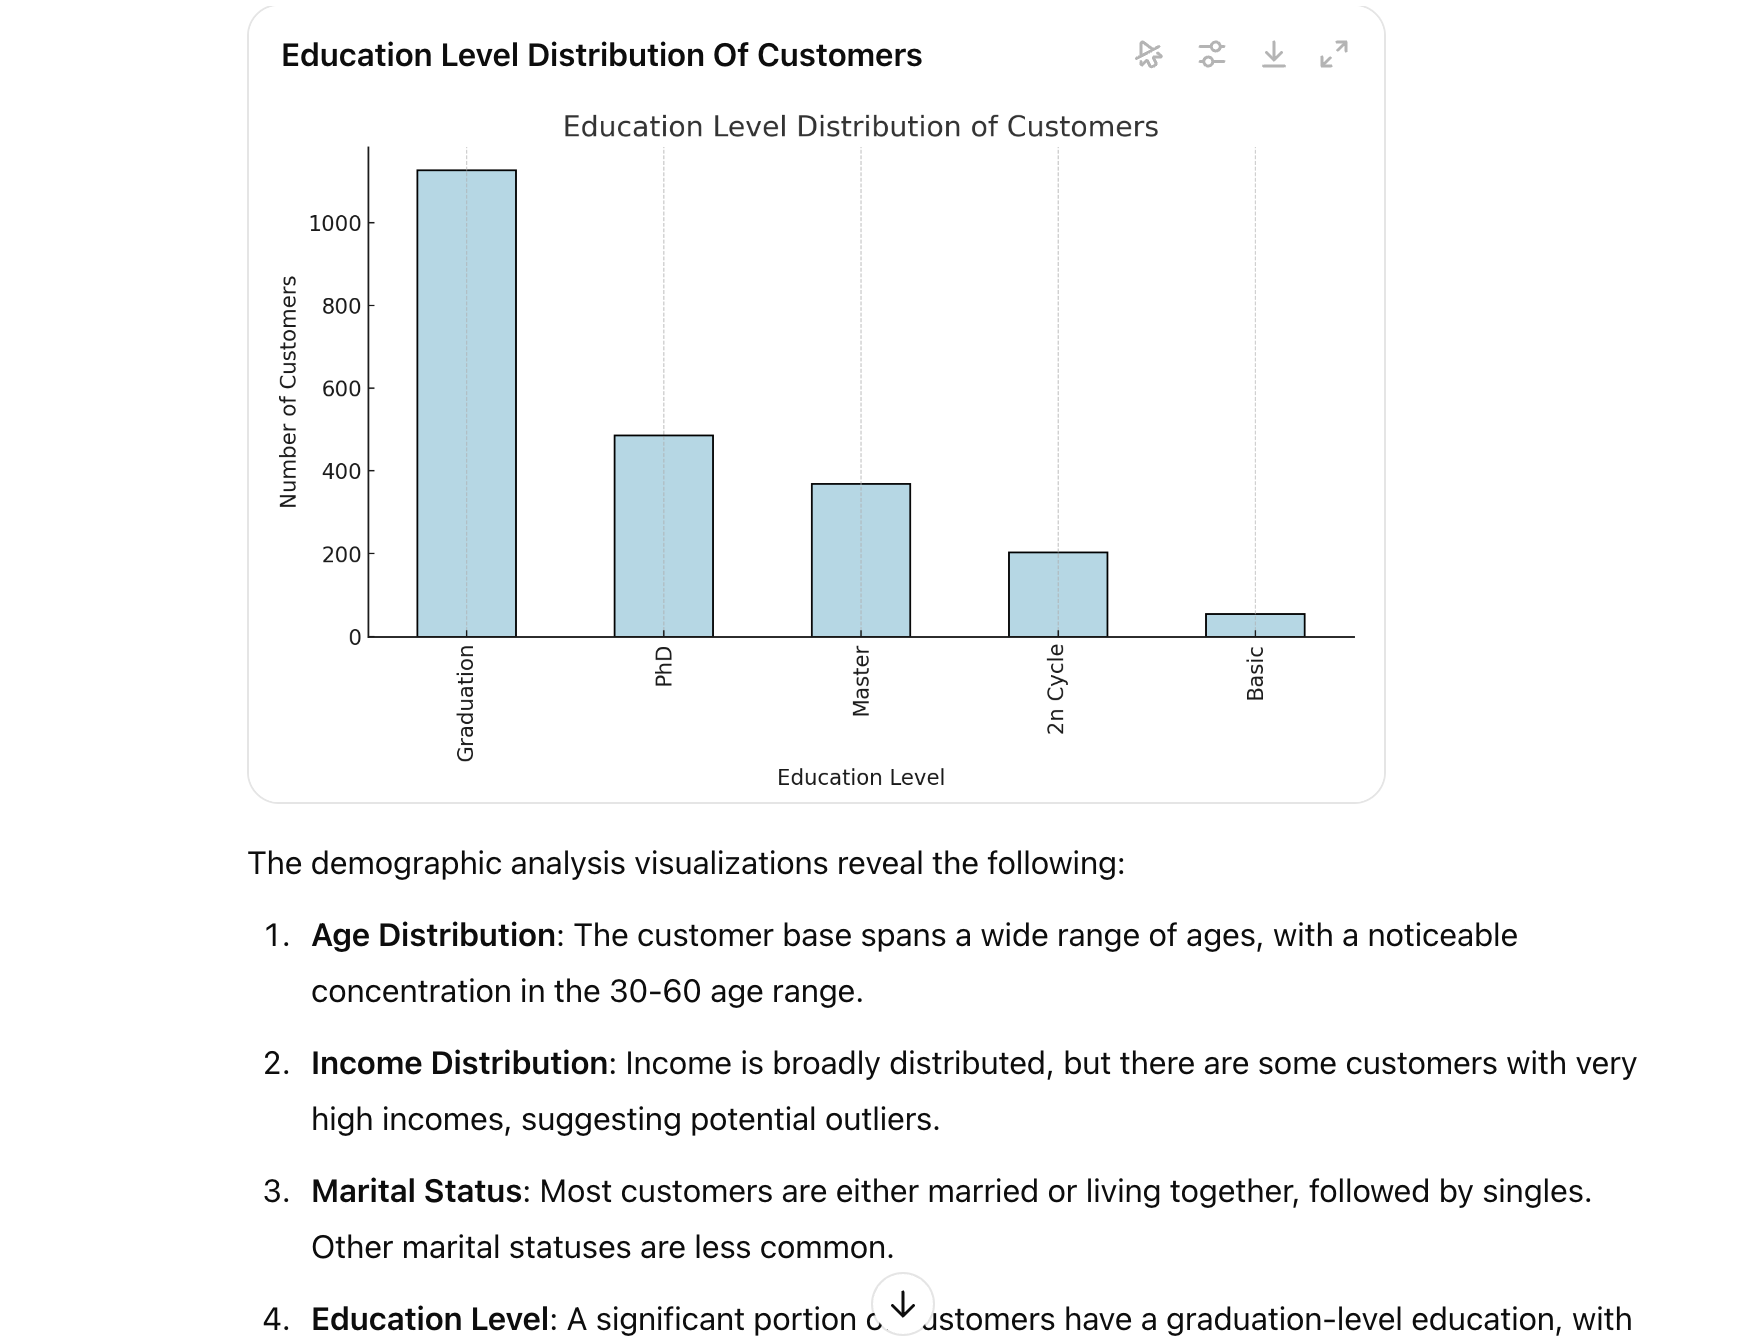 Education Level Distribution Of Customers
Education Level Distribution of Customers
Number of Customers
1000
800
600
400
200
0
Graduation
PhD
Master
2n Cycle
Basic
Education Level
The demographic analysis visualizations reveal the following:
1. Age Distribution: The customer base spans a wide range of ages, with a noticeable
concentration in the 30-60 age range.
2. Income Distribution: Income is broadly distributed, but there are some customers with very
high incomes, suggesting potential outliers.
3. Marital Status: Most customers are either married or living together, followed by singles.
Other marital statuses are less common.
4. Education Level: A significant portion of customers have a graduation-level education, with